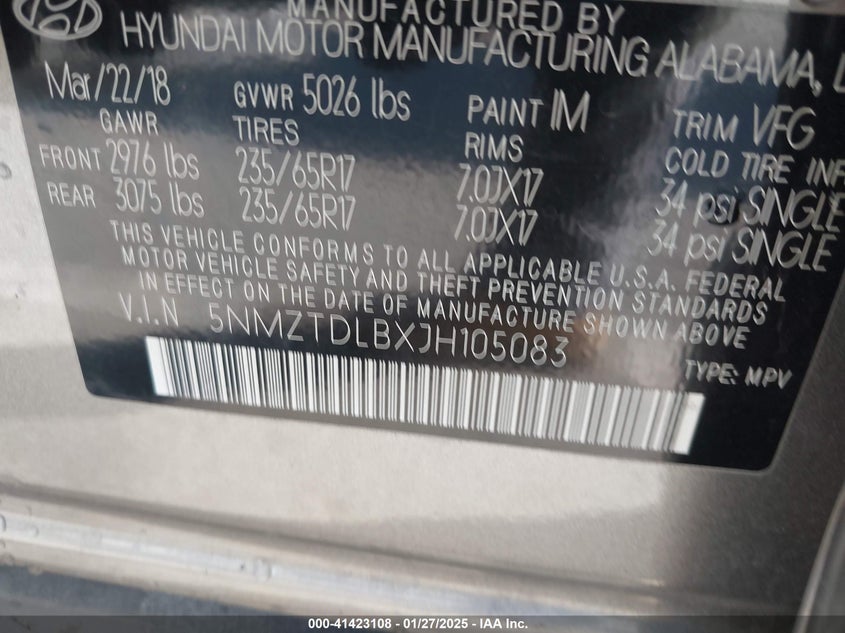 MANUFACTURED BY
HYUNDAI MOTOR MANUFACTURING ALABAMA,
Mar/22/18 GVWR 5026 lbs PAINT IM TRIM VFG
GAWR TIRES RIMS COLD TIRE INF
FRONT 2976 lbs 235/65R17 7.0JX17 34 psi SINGLE
REAR 3075 lbs 235/65R17 7.0JX17 34 psi SINGLE
THIS VEHICLE CONFORMS TO ALL APPLICABLE U.S.A. FEDERAL
MOTOR VEHICLE SAFETY AND THEFT PREVENTION STANDARDS
IN EFFECT ON THE DATE OF MANUFACTURE SHOWN ABOVE
V.I.N 5NMZTDLBXJH105083
TYPE: MPV
000-41423108 - 01/27/2025 - IAA Inc.